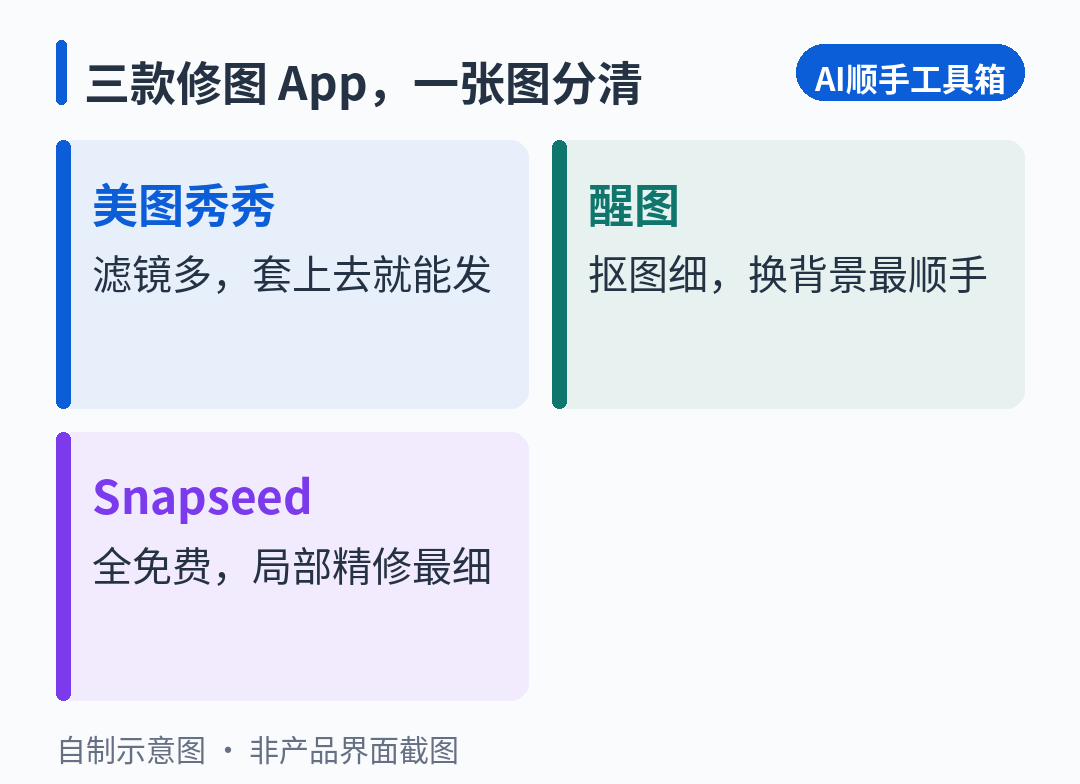 三款修图 App，一张图分清
AI顺手工具箱
美图秀秀
滤镜多，套上去就能发
醒图
抠图细，换背景最顺手
Snapseed
全免费，局部精修最细
自制示意图 · 非产品界面截图